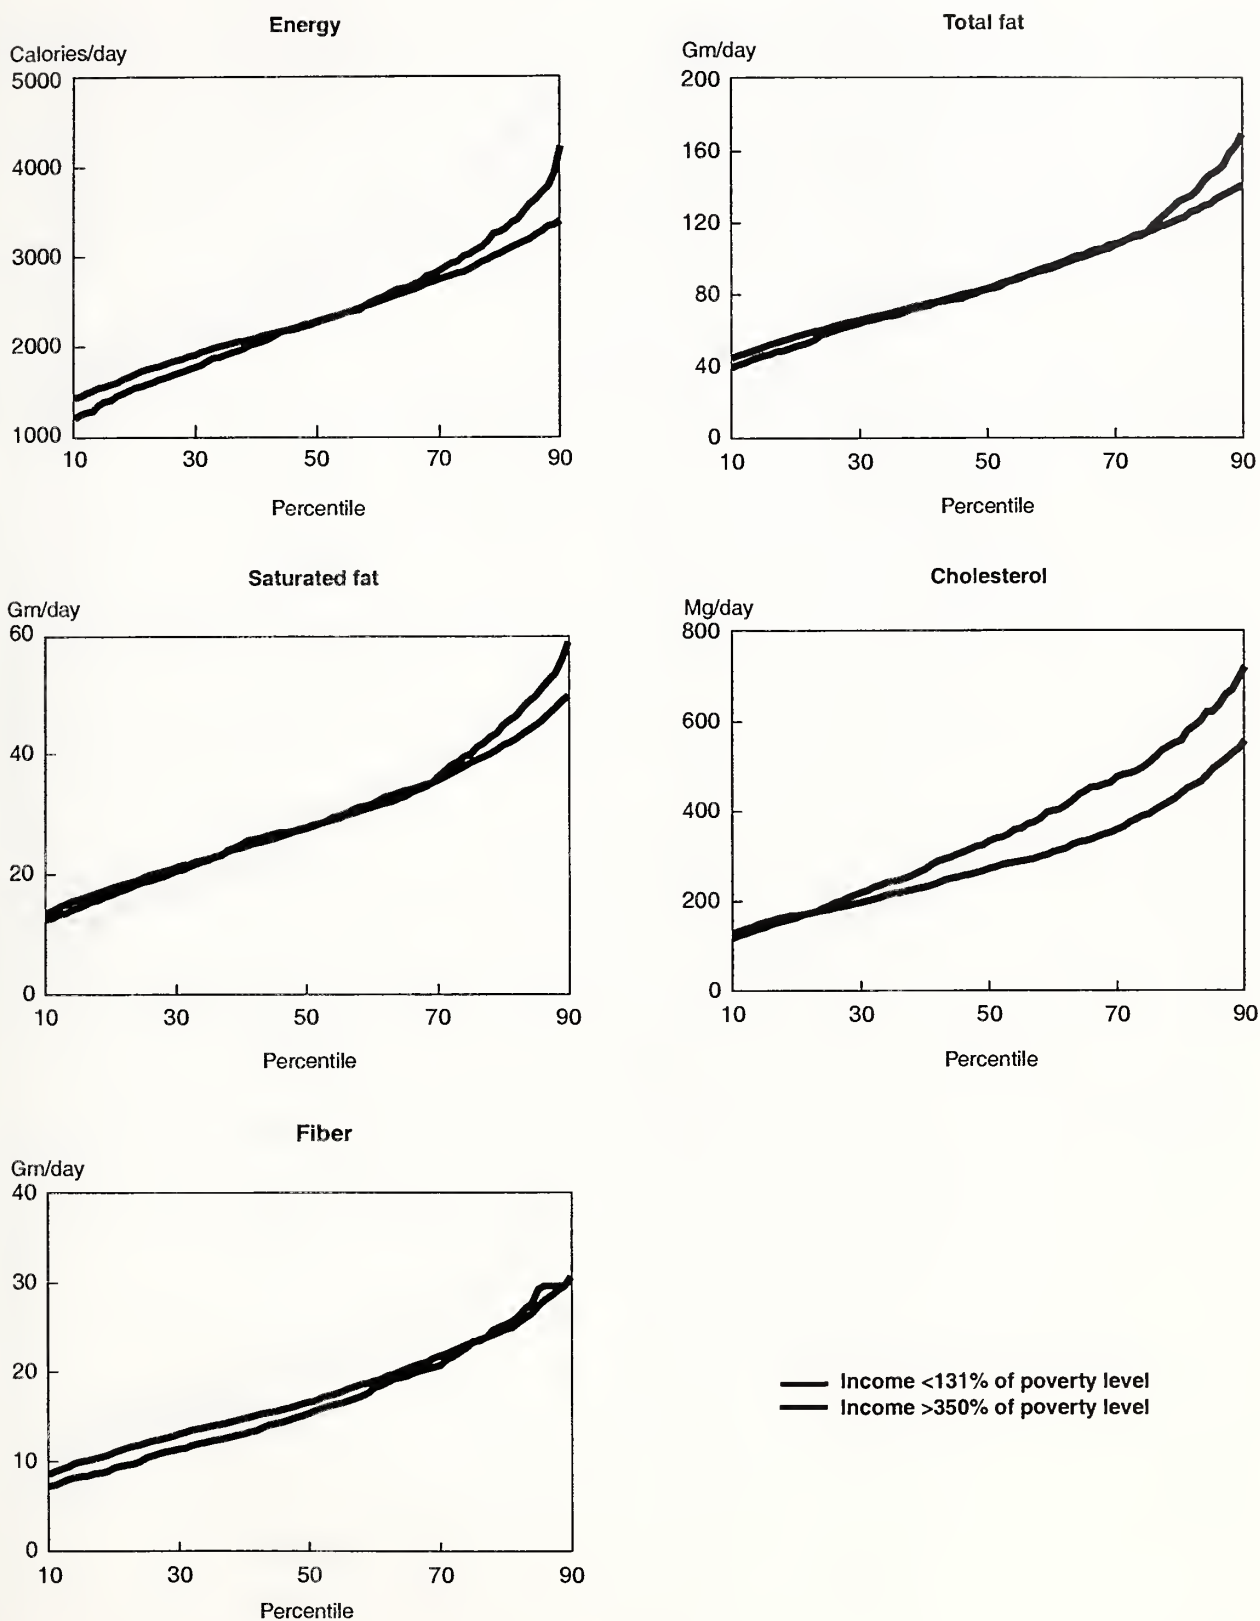 Energy
Calories/day
5000
4000
3000
2000
1000
10 30 50 70 90
Percentile
Total fat
Gm/day
200
160
120
80
40
0
10 30 50 70 90
Percentile
Saturated fat
Gm/day
60
40
20
0
10 30 50 70 90
Percentile
Cholesterol
Mg/day
800
600
400
200
0
10 30 50 70 90
Percentile
Fiber
Gm/day
40
30
20
10
0
10 30 50 70 90
Percentile
Income <131% of poverty level
Income >350% of poverty level